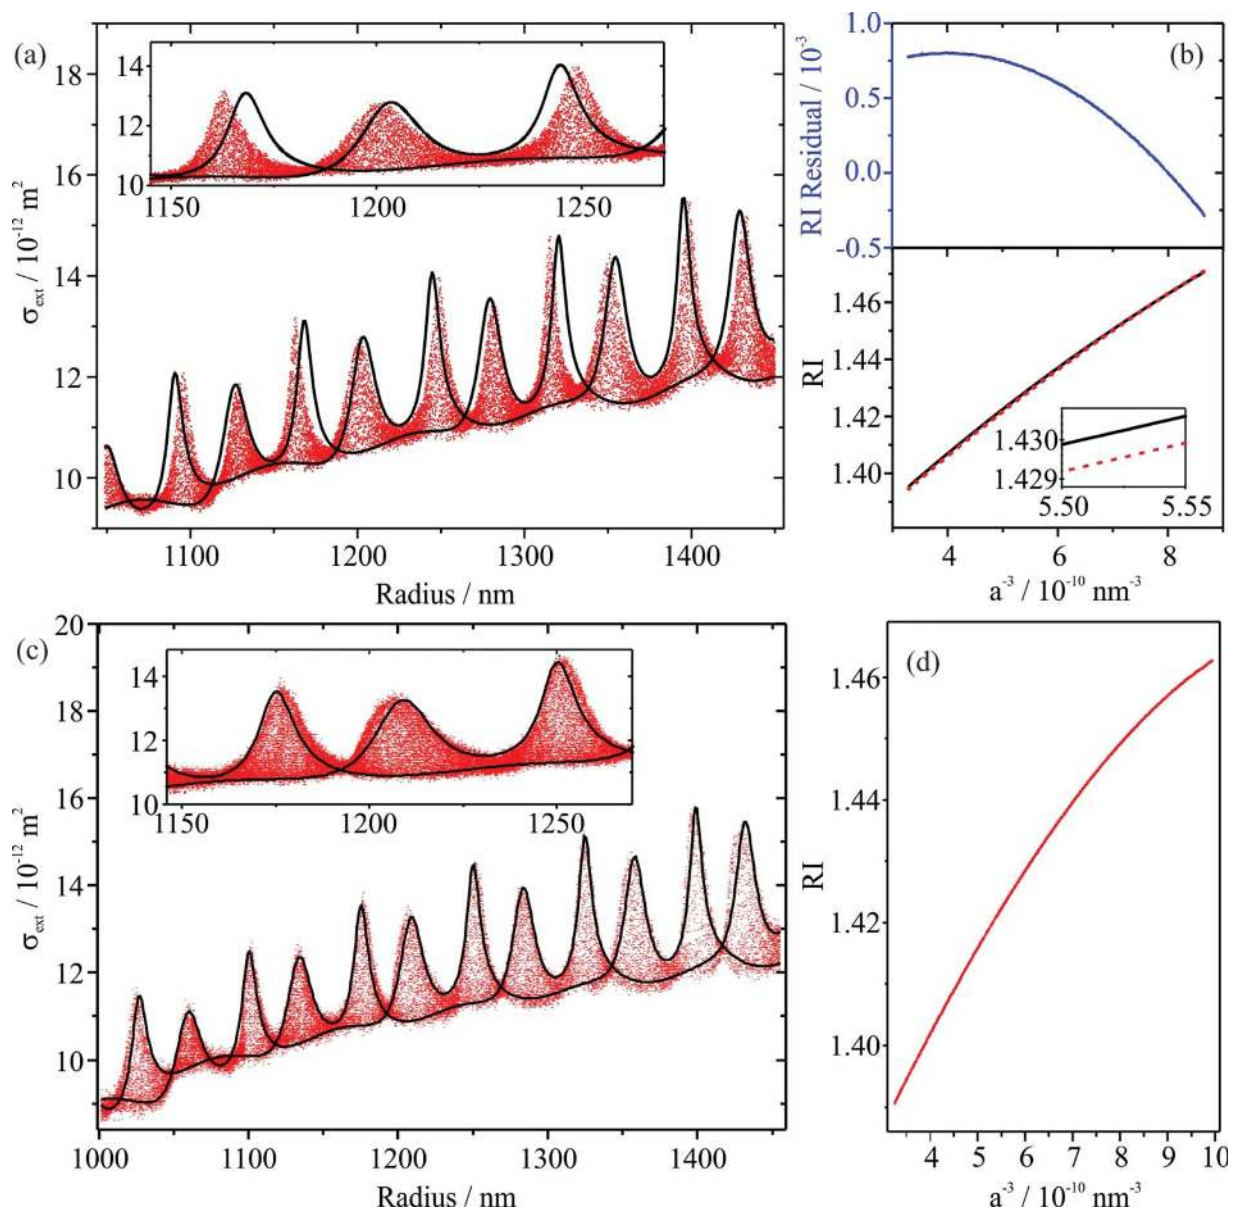 (a)
18
16
14
12
10
σext / 10-12 m2
14
12
10
1150 1200 1250
1100 1200 1300 1400
Radius / nm
(b)
1.0
0.5
0.0
-0.5
RI Residual / 10-3
1.46
1.44
1.42
1.40
RI
1.430
1.429
5.50 5.55
4 6 8
a-3 / 10-10 nm-3
(c)
20
18
16
14
12
10
σext / 10-12 m2
14
12
10
1150 1200 1250
1000 1100 1200 1300 1400
Radius / nm
(d)
1.46
1.44
1.42
1.40
RI
4 5 6 7 8 9 10
a-3 / 10-10 nm-3